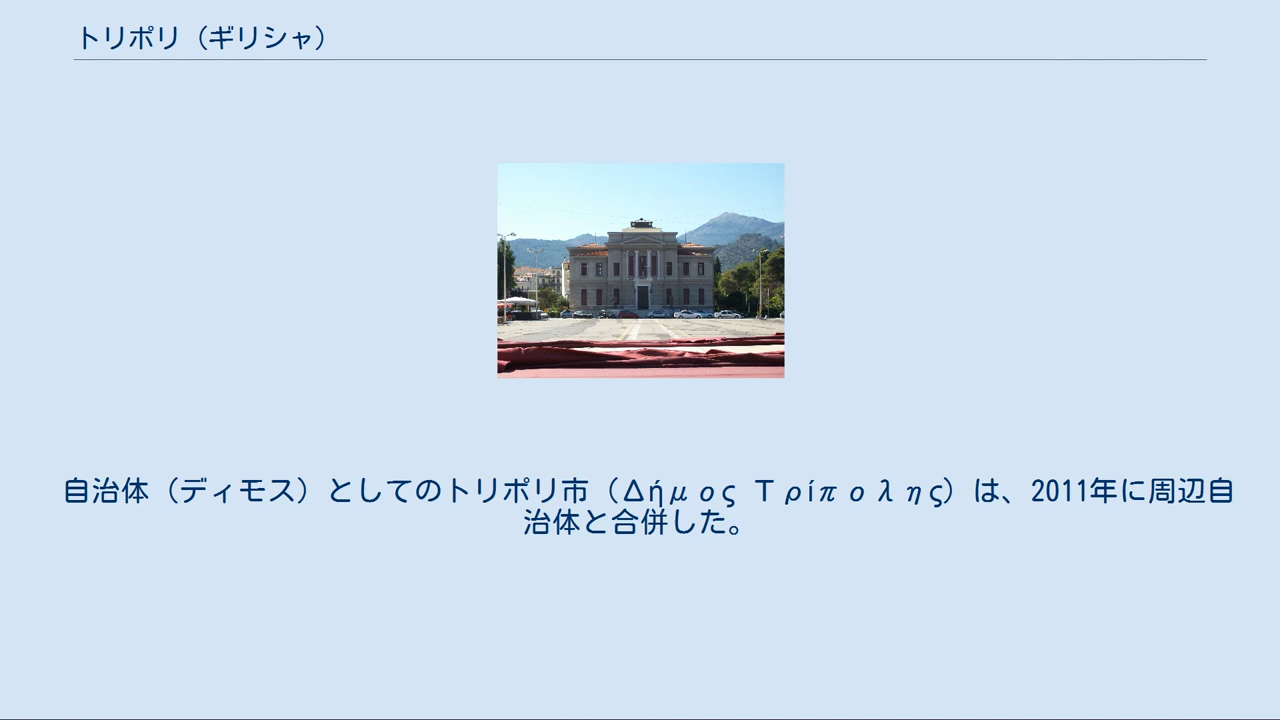 トリポリ（ギリシャ）
自治体（ディモス）としてのトリポリ市（Δήμος Τρίπολης）は、2011年に周辺自
治体と合併した。